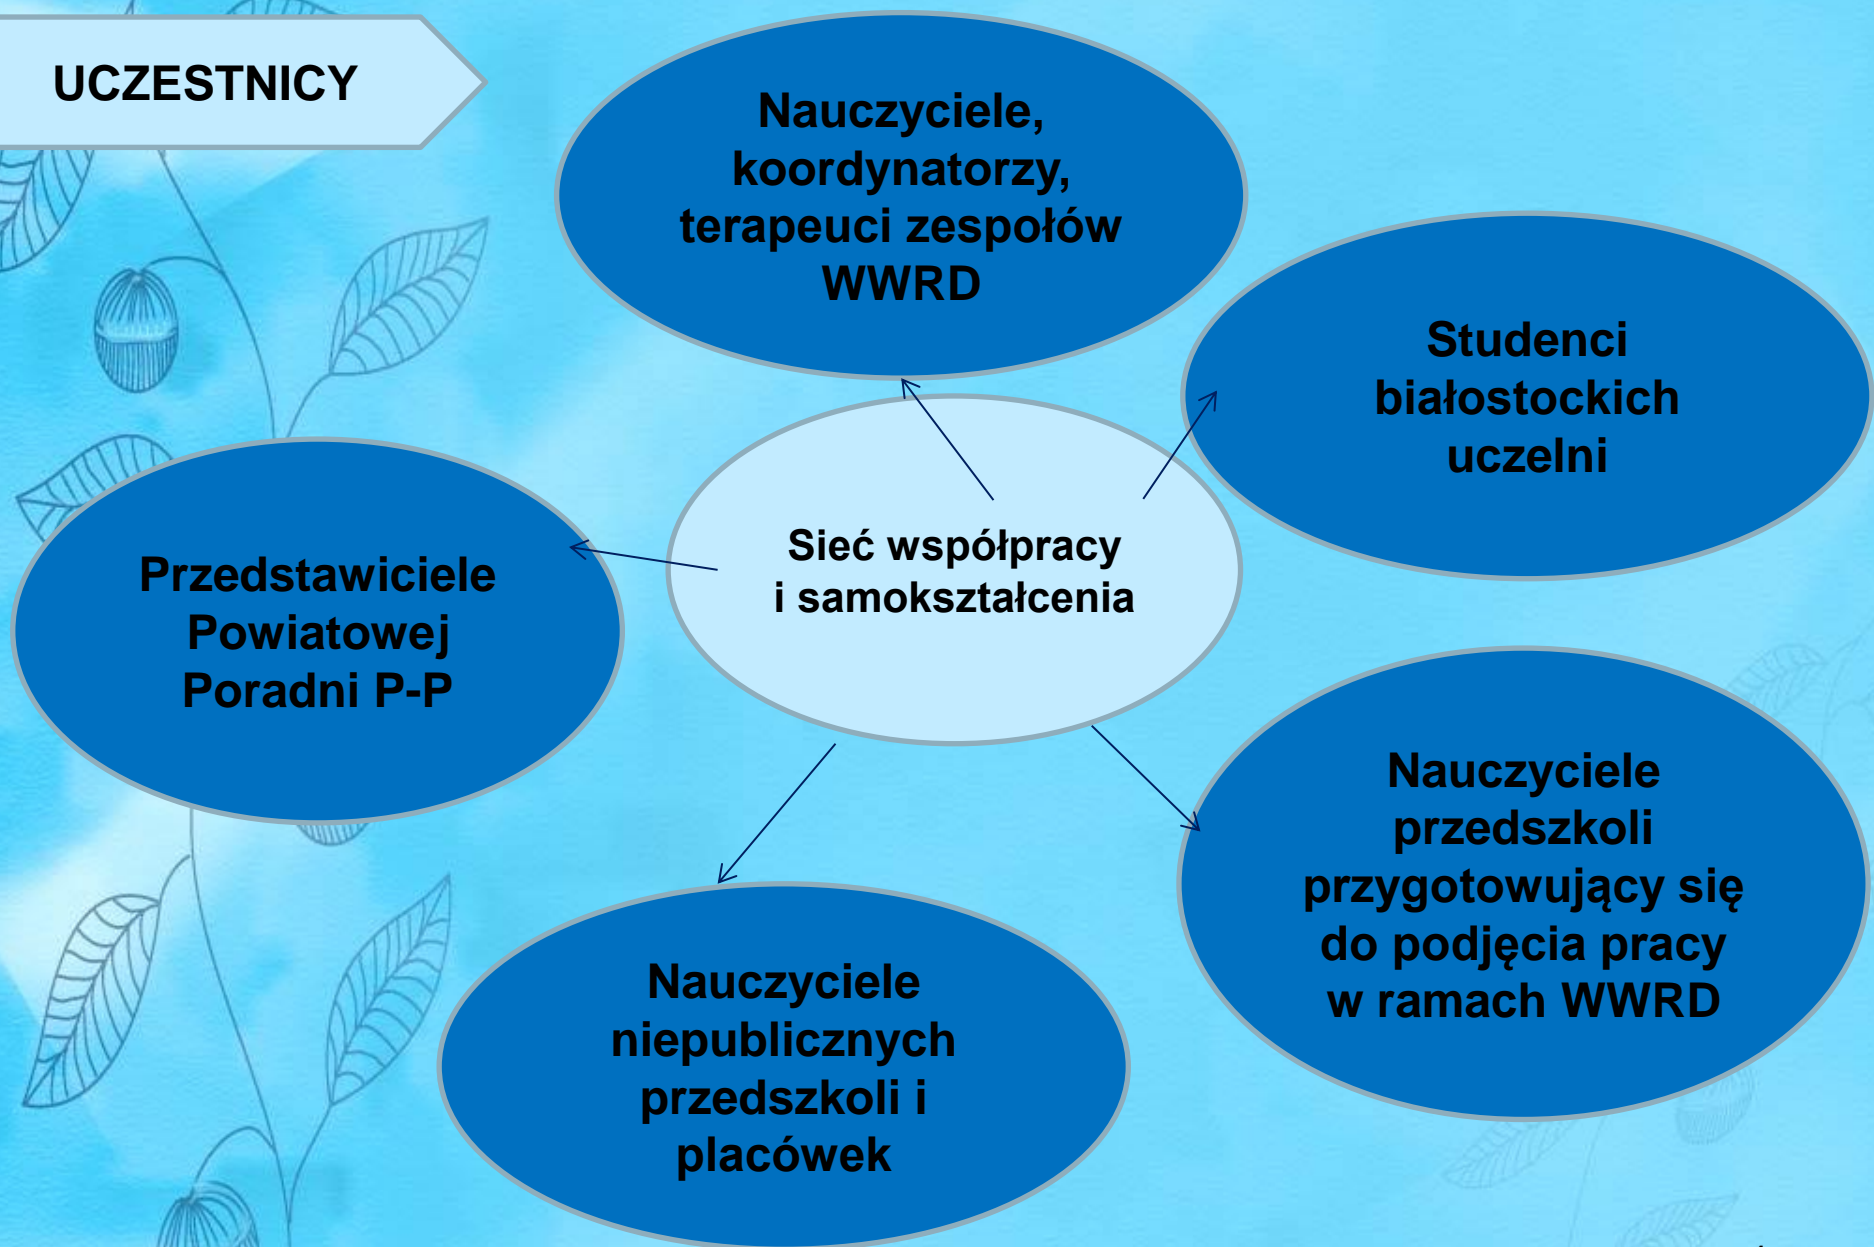 UCZESTNICY
Nauczyciele,
koordynatorzy,
terapeuci zespołów
WWRD
Studenci
białostockich
uczelni
Sieć współpracy
i samokształcenia
Przedstawiciele
Powiatowej
Poradni P-P
Nauczyciele
przedszkoli
przygotowujący się
do podjęcia pracy
w ramach WWRD
Nauczyciele
niepublicznych
przedszkoli i
placówek